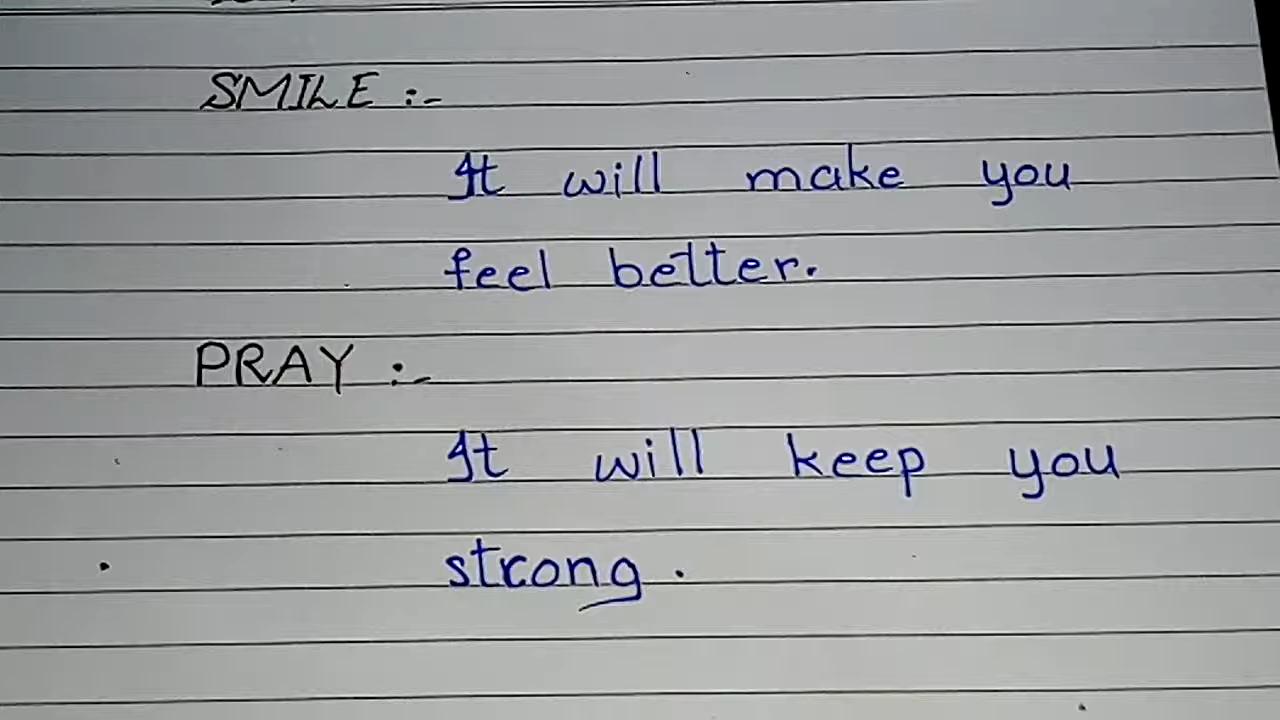 SMILE :-
It will make you
feel better.
PRAY :-
It will keep you
strong.